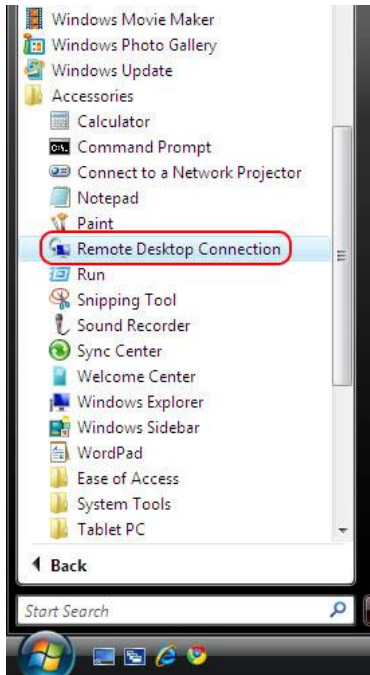 Windows Movie Maker
Windows Photo Gallery
Windows Update
Accessories
Calculator
Command Prompt
Connect to a Network Projector
Notepad
Paint
Remote Desktop Connection
Run
Snipping Tool
Sound Recorder
Sync Center
Welcome Center
Windows Explorer
Windows Sidebar
WordPad
Ease of Access
System Tools
Tablet PC
Back
Start Search